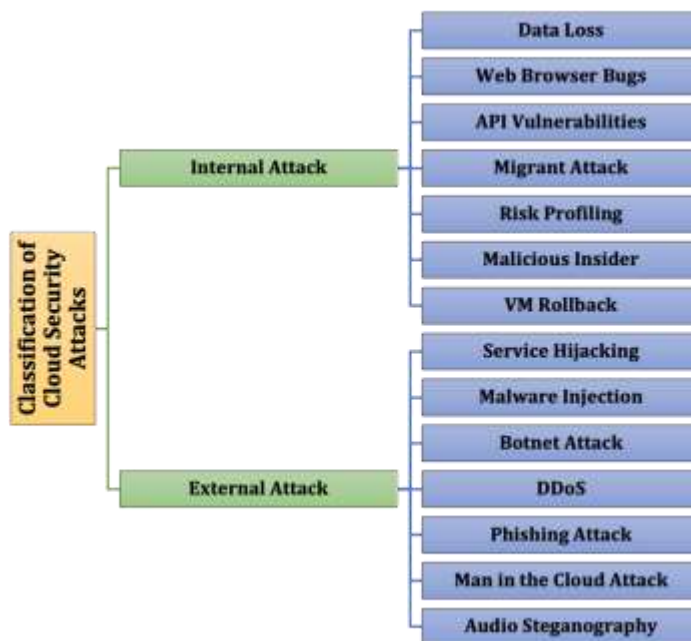 Classification of
Cloud Security
Attacks
Internal Attack
Data Loss
Web Browser Bugs
API Vulnerabilities
Migrant Attack
Risk Profiling
Malicious Insider
VM Rollback
External Attack
Service Hijacking
Malware Injection
Botnet Attack
DDoS
Phishing Attack
Man in the Cloud Attack
Audio Steganography